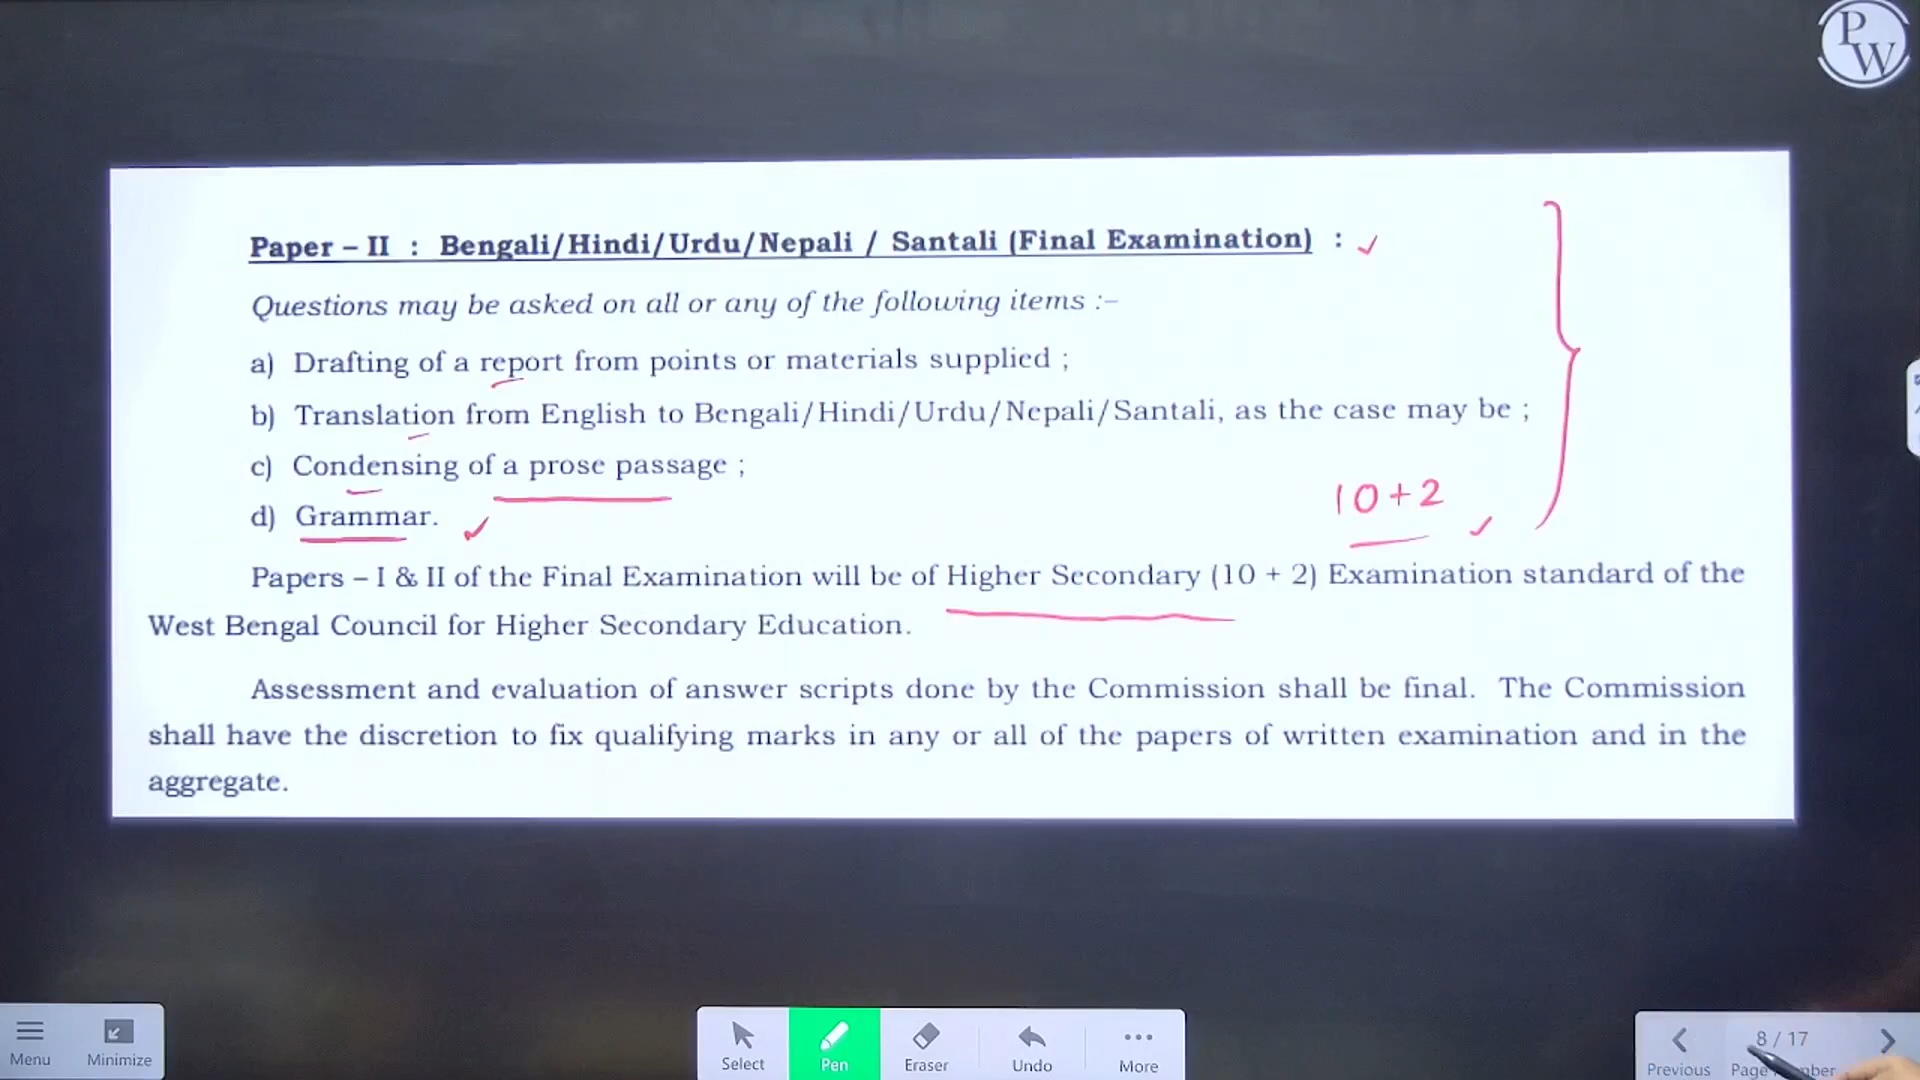 PW
Paper – II : Bengali/Hindi/Urdu/Nepali / Santali (Final Examination) :
Questions may be asked on all or any of the following items :–
a) Drafting of a report from points or materials supplied ;
b) Translation from English to Bengali/Hindi/Urdu/Nepali/Santali, as the case may be ;
c) Condensing of a prose passage ;
10+2
d) Grammar.
Papers – I & II of the Final Examination will be of Higher Secondary (10 + 2) Examination standard of the
West Bengal Council for Higher Secondary Education.
Assessment and evaluation of answer scripts done by the Commission shall be final. The Commission
shall have the discretion to fix qualifying marks in any or all of the papers of written examination and in the
aggregate.
Menu Minimize Select Pen Eraser Undo More
8 / 17
Previous